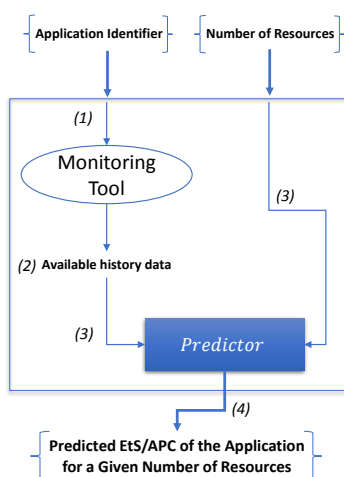 Application Identifier
Number of Resources
(1)
Monitoring
Tool
(3)
(2) Available history data
(3)
Predictor
(4)
Predicted EtS/APC of the Application
for a Given Number of Resources